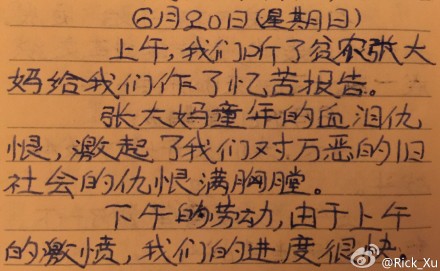 6月20日(星期日)
上午,我们听了贫农张大
妈给我们作了忆苦报告。
张大妈童年的血泪仇
恨,激起了我们对万恶的旧
社会的仇恨满胸膛。
下午的劳动,由于上午
的激愤,我们的进度很快
@Rick_Xu